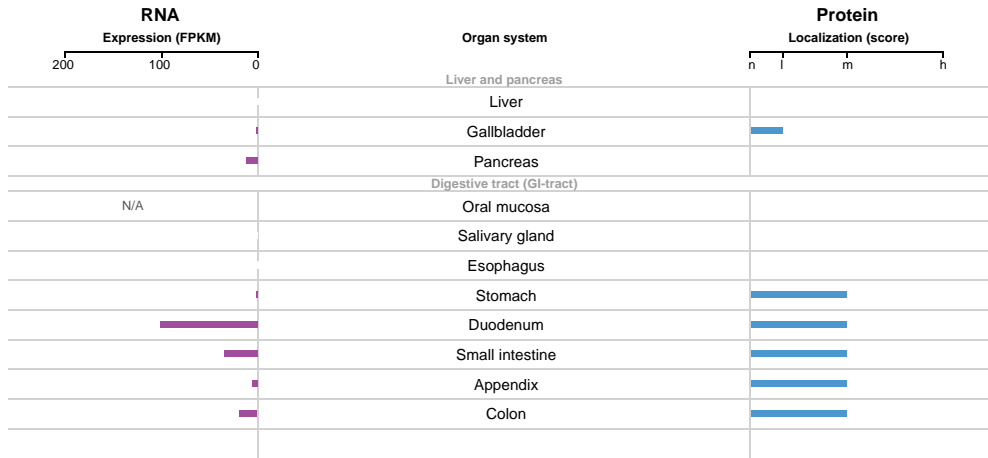 RNA Protein
Expression (FPKM) Organ system Localization (score)
200 100 0 n l m h
Liver and pancreas
Liver
Gallbladder
Pancreas
Digestive tract (GI-tract)
N/A Oral mucosa
Salivary gland
Esophagus
Stomach
Duodenum
Small intestine
Appendix
Colon